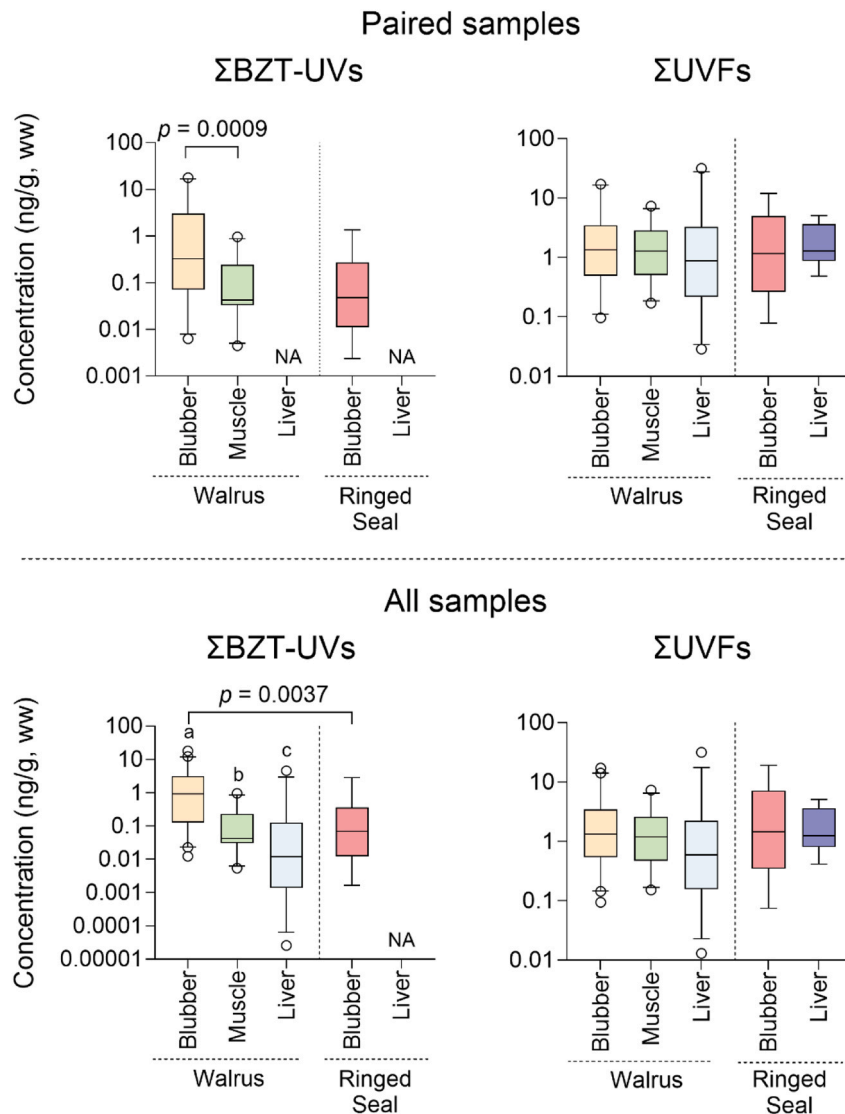 Paired samples
ΣBZT-UVs
ΣUVFs
Concentration (ng/g, ww)
p = 0.0009
100
10
1
0.1
0.01
0.001
NA
NA
Blubber
Muscle
Liver
Blubber
Liver
Walrus
Ringed
Seal
100
10
1
0.1
0.01
Blubber
Muscle
Liver
Blubber
Liver
Walrus
Ringed
Seal
All samples
ΣBZT-UVs
ΣUVFs
Concentration (ng/g, ww)
p = 0.0037
100
10
1
0.1
0.01
0.001
0.0001
0.00001
a
b
c
NA
Blubber
Muscle
Liver
Blubber
Liver
Walrus
Ringed
Seal
100
10
1
0.1
0.01
Blubber
Muscle
Liver
Blubber
Liver
Walrus
Ringed
Seal